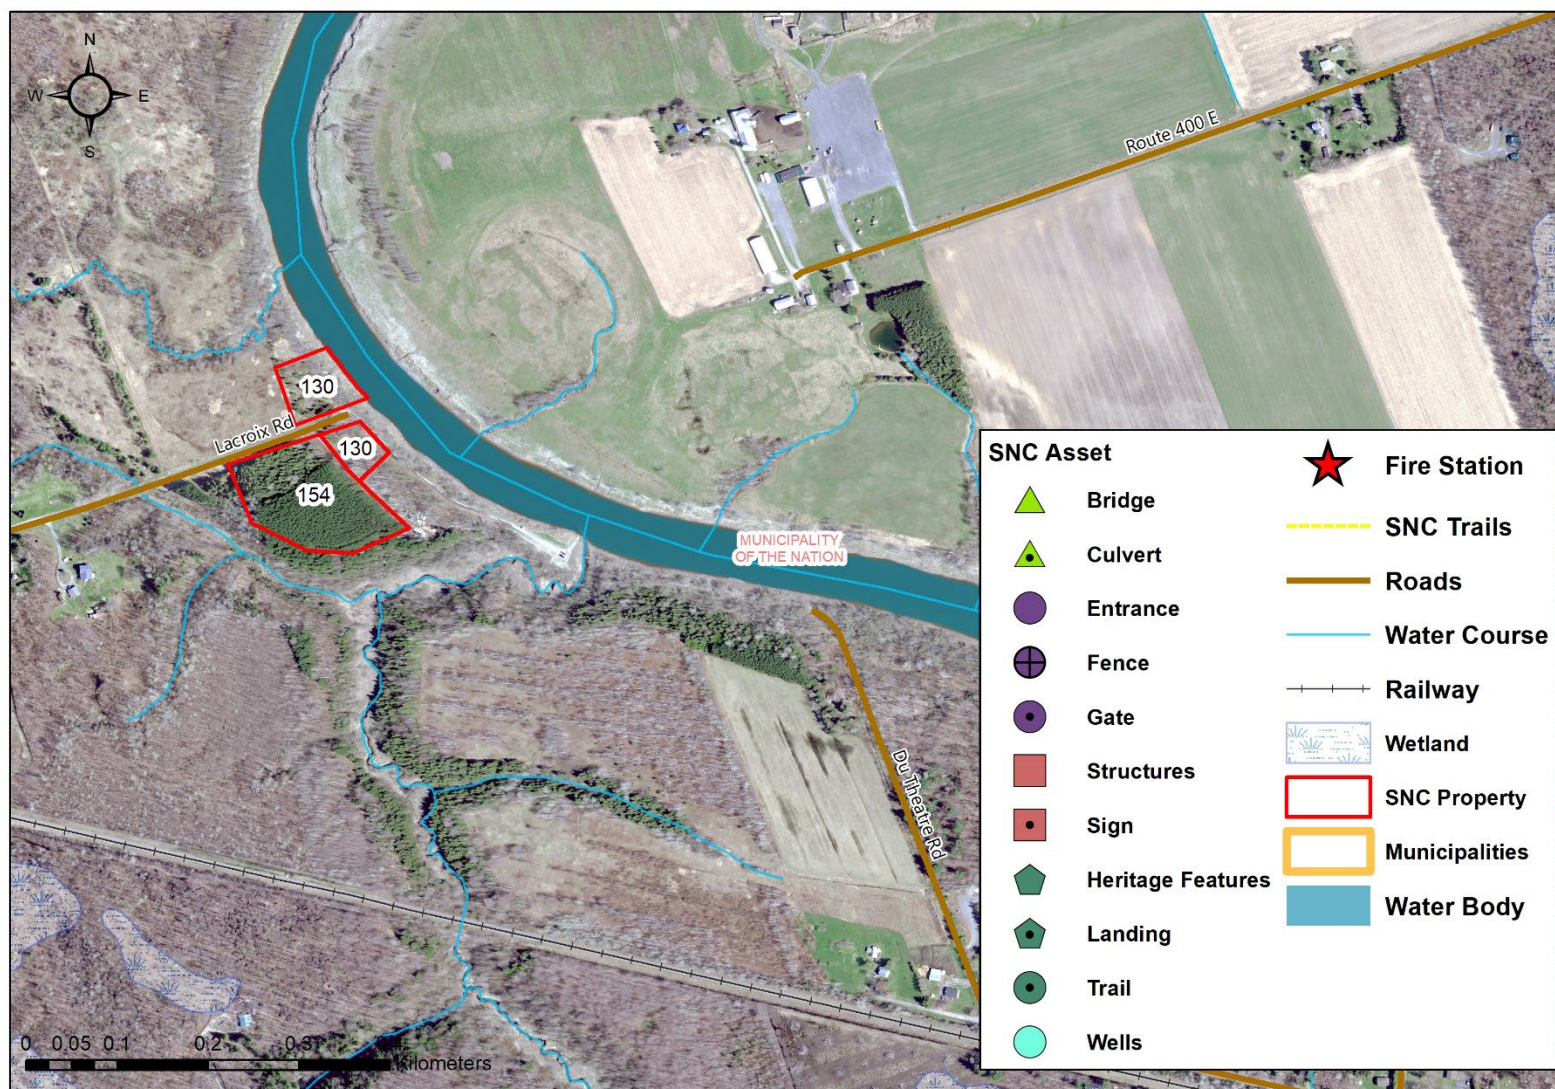 N
W
E
S
Route 400 E
130
Lacroix Rd
130
154
MUNICIPALITY
OF THE NATION
Du Theatre Rd
0 0.05 0.1 0.2 0.3 0.4
Kilometers
SNC Asset
Bridge
Culvert
Entrance
Fence
Gate
Structures
Sign
Heritage Features
Landing
Trail
Wells
Fire Station
SNC Trails
Roads
Water Course
Railway
Wetland
SNC Property
Municipalities
Water Body